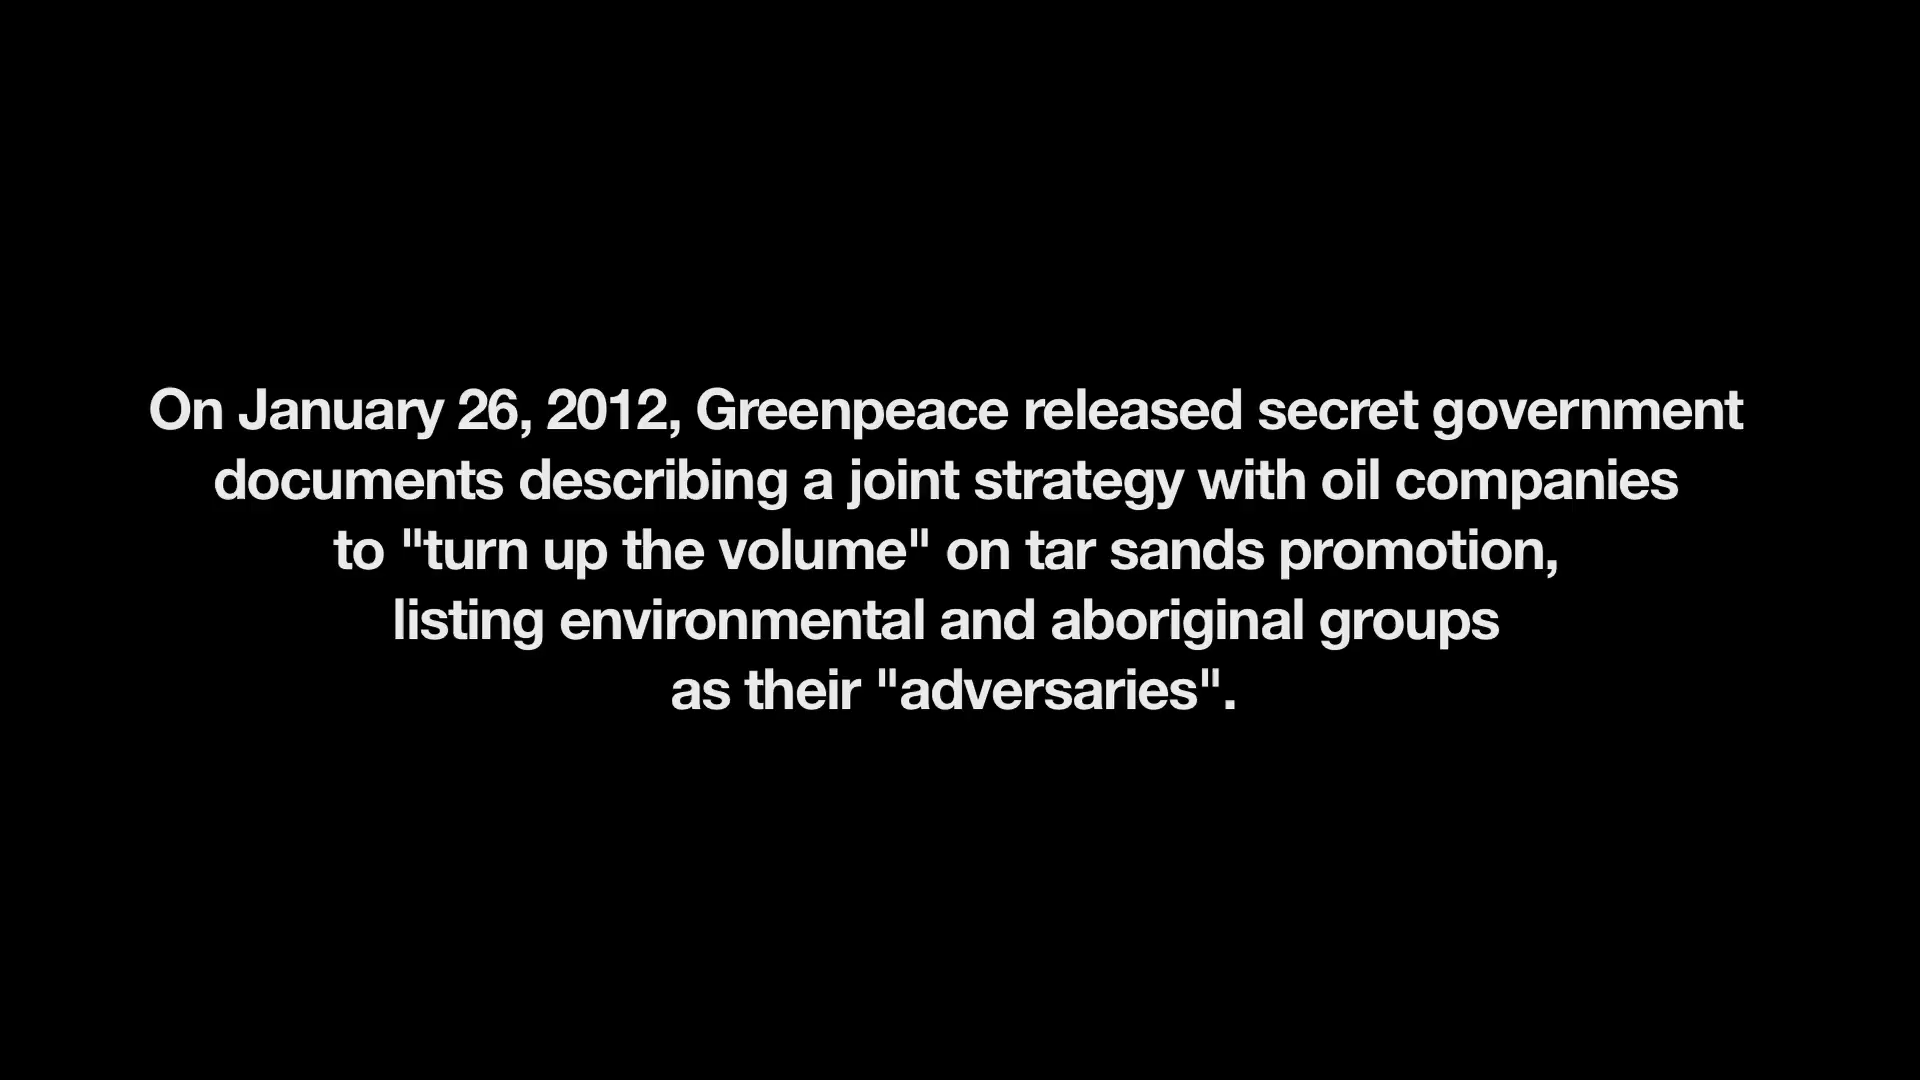 On January 26, 2012, Greenpeace released secret government
documents describing a joint strategy with oil companies
to "turn up the volume" on tar sands promotion,
listing environmental and aboriginal groups
as their "adversaries".